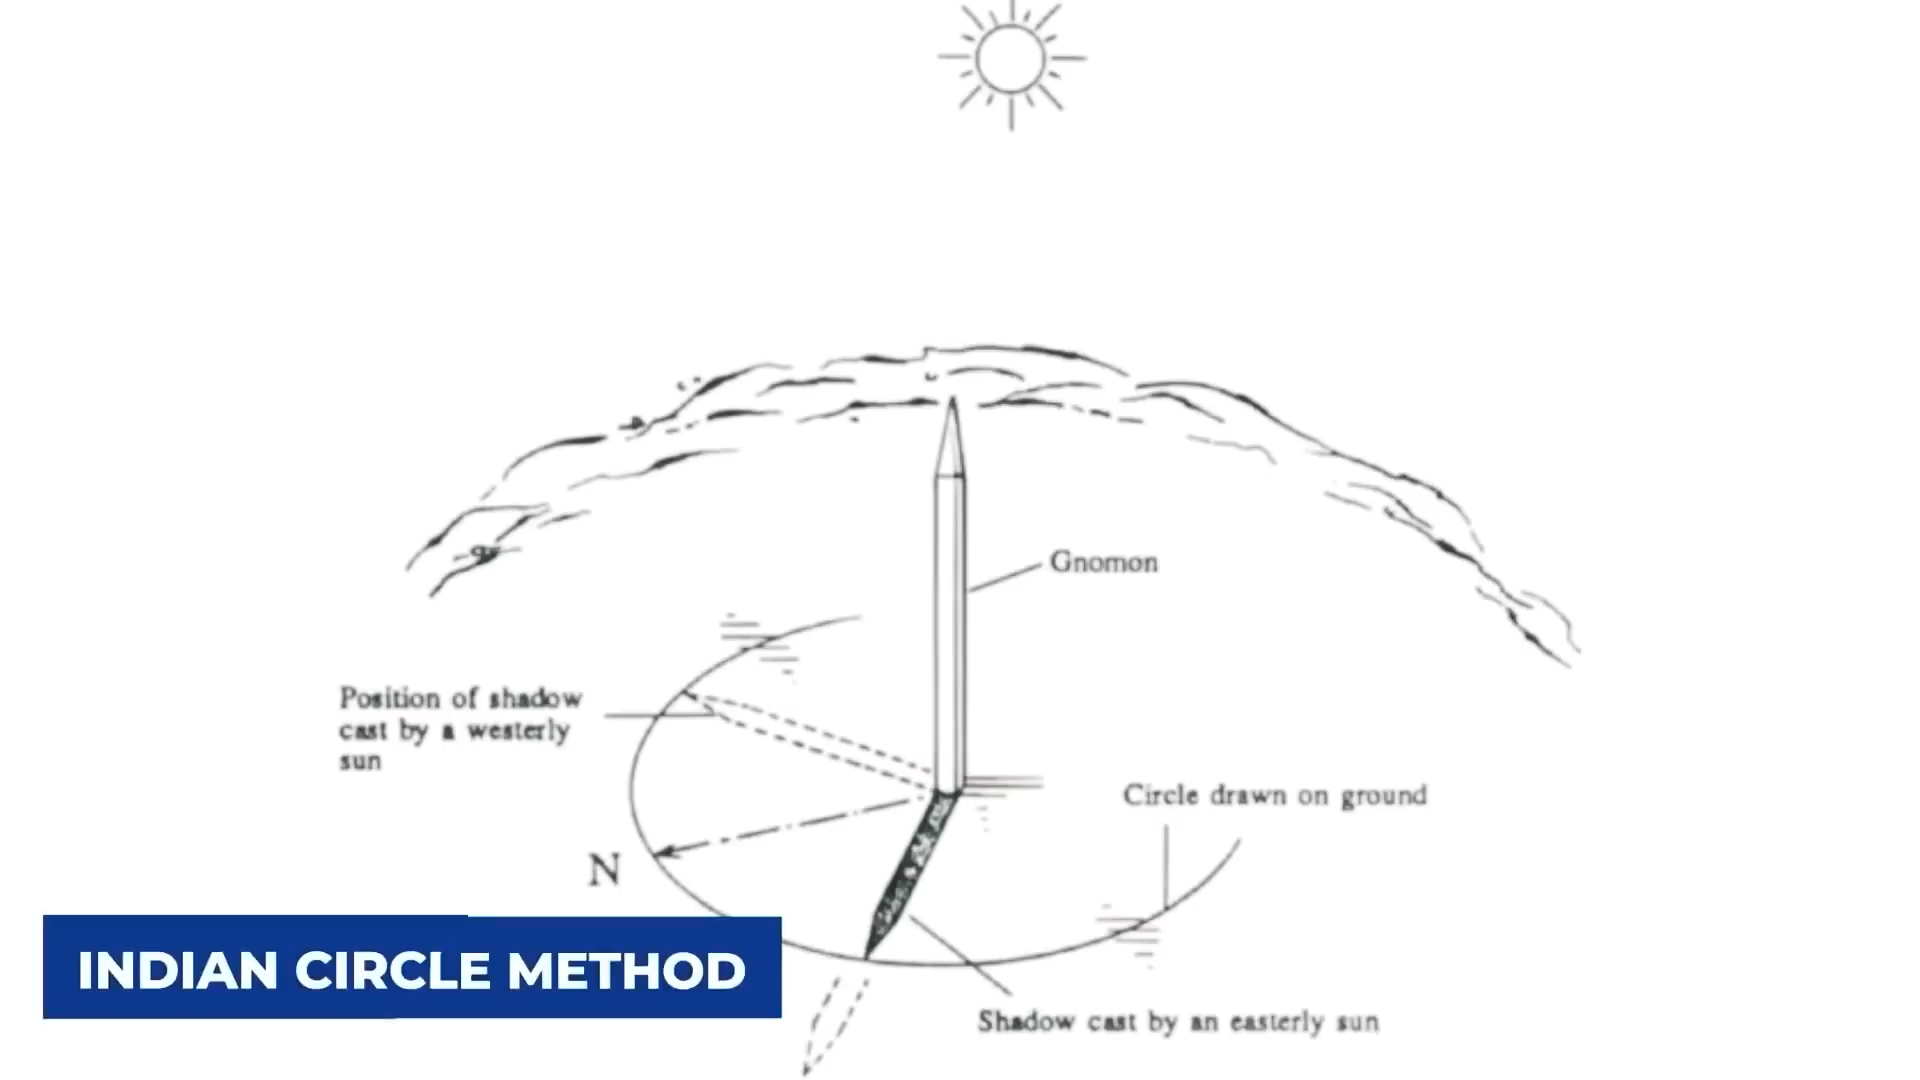 Gnomon
Position of shadow
cast by a westerly
sun
Circle drawn on ground
N
INDIAN CIRCLE METHOD
Shadow cast by an easterly sun